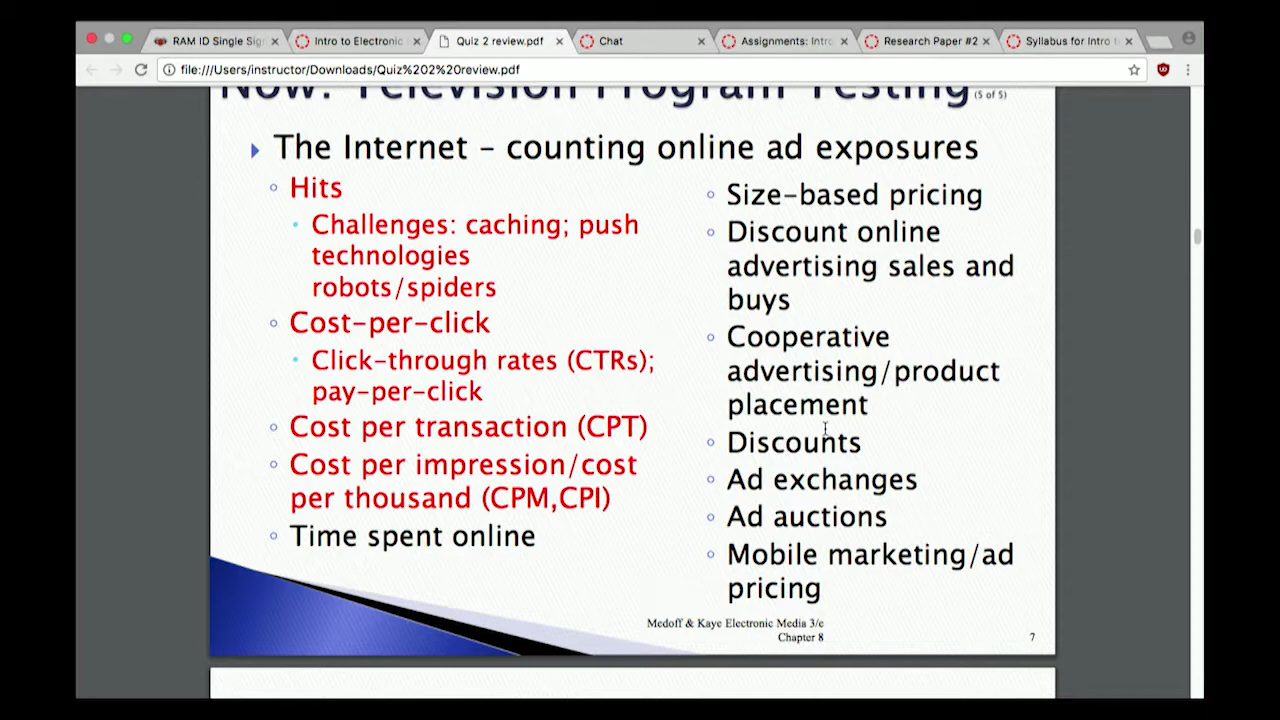 RAM ID Single Sig
Intro to Electronic
Quiz 2 review.pdf
Chat
Assignments: Intro
Research Paper #2
Syllabus for Intro t
file:///Users/instructor/Downloads/Quiz%202%20review.pdf
Now: Television Program Testing (5 of 5)
The Internet – counting online ad exposures
Hits
Challenges: caching; push
technologies
robots/spiders
Cost-per-click
Click-through rates (CTRs);
pay-per-click
Cost per transaction (CPT)
Cost per impression/cost
per thousand (CPM,CPI)
Time spent online
Size-based pricing
Discount online
advertising sales and
buys
Cooperative
advertising/product
placement
Discounts
Ad exchanges
Ad auctions
Mobile marketing/ad
pricing
Medoff & Kaye Electronic Media 3/e
Chapter 8
7